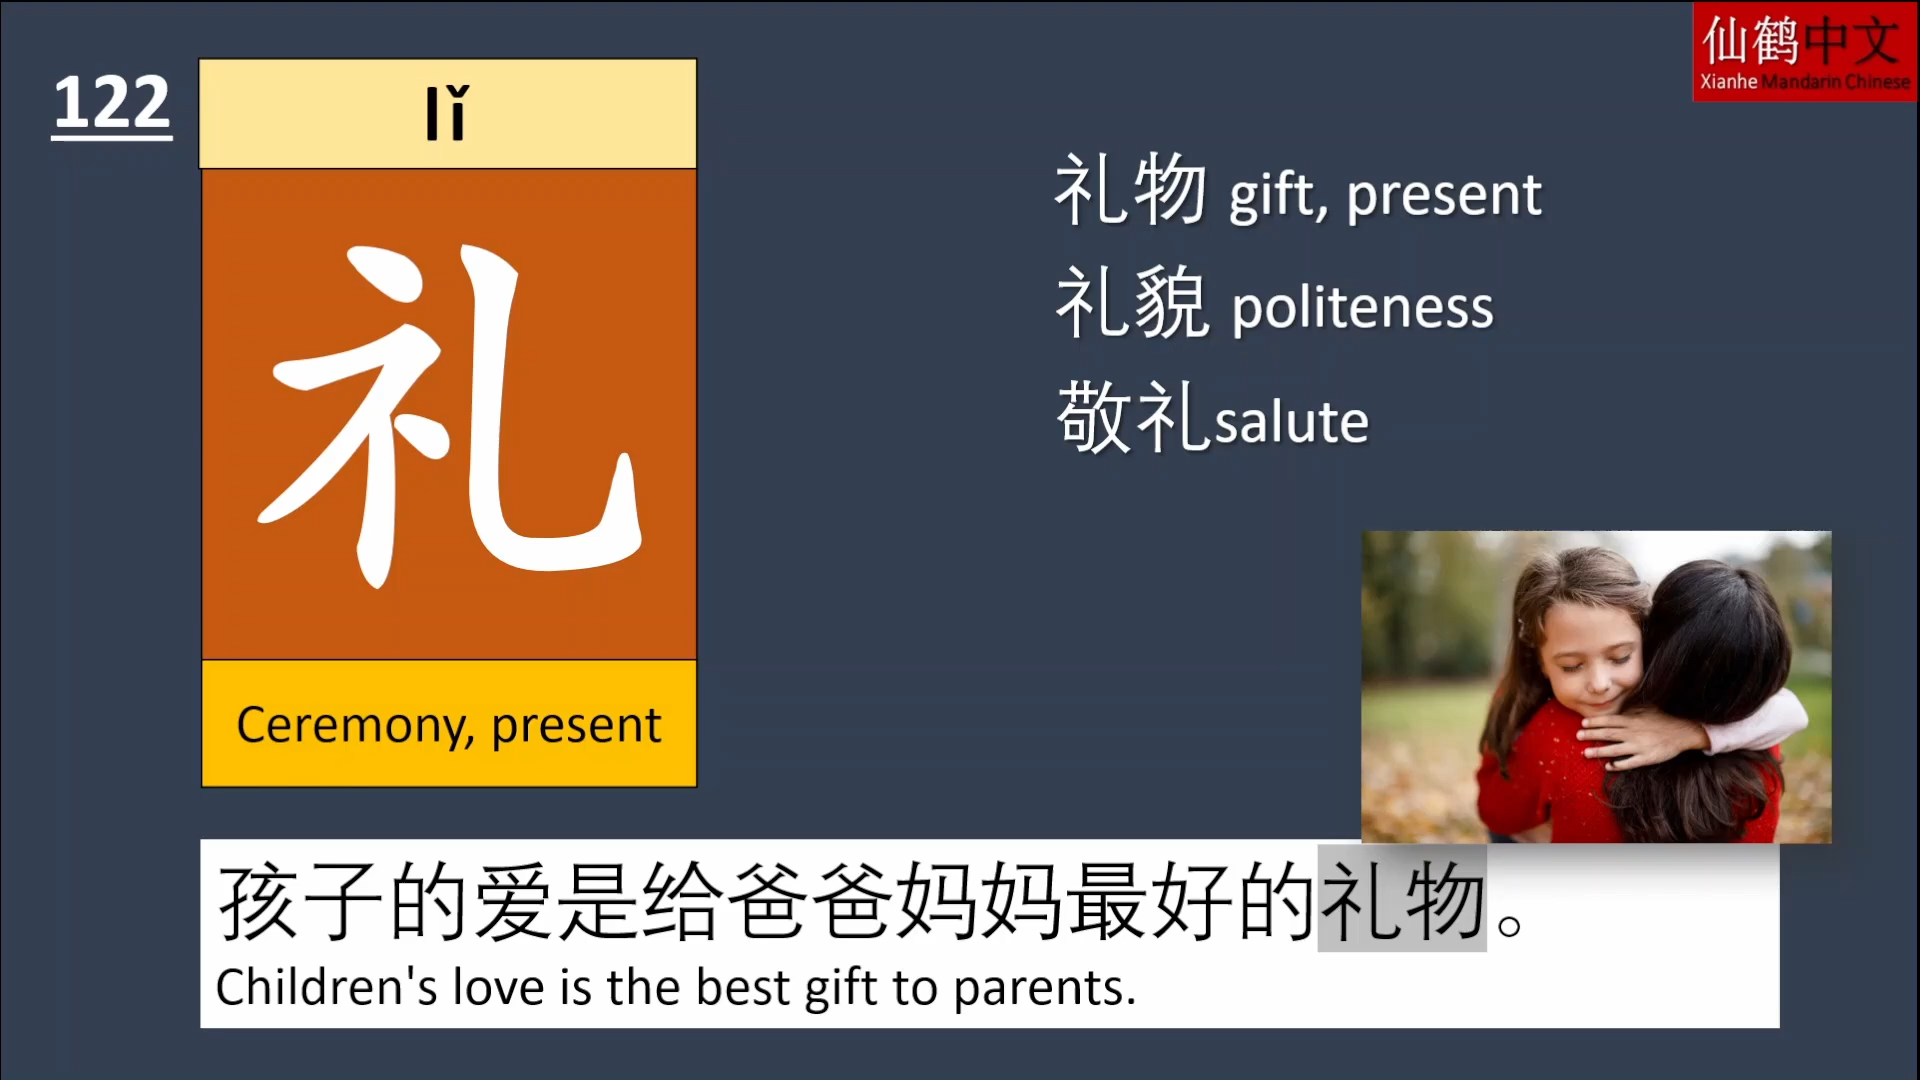 仙鹤中文
Xianhe Mandarin Chinese
122
lǐ
礼
Ceremony, present
礼物 gift, present
礼貌 politeness
敬礼salute
孩子的爱是给爸爸妈妈最好的礼物。
Children's love is the best gift to parents.